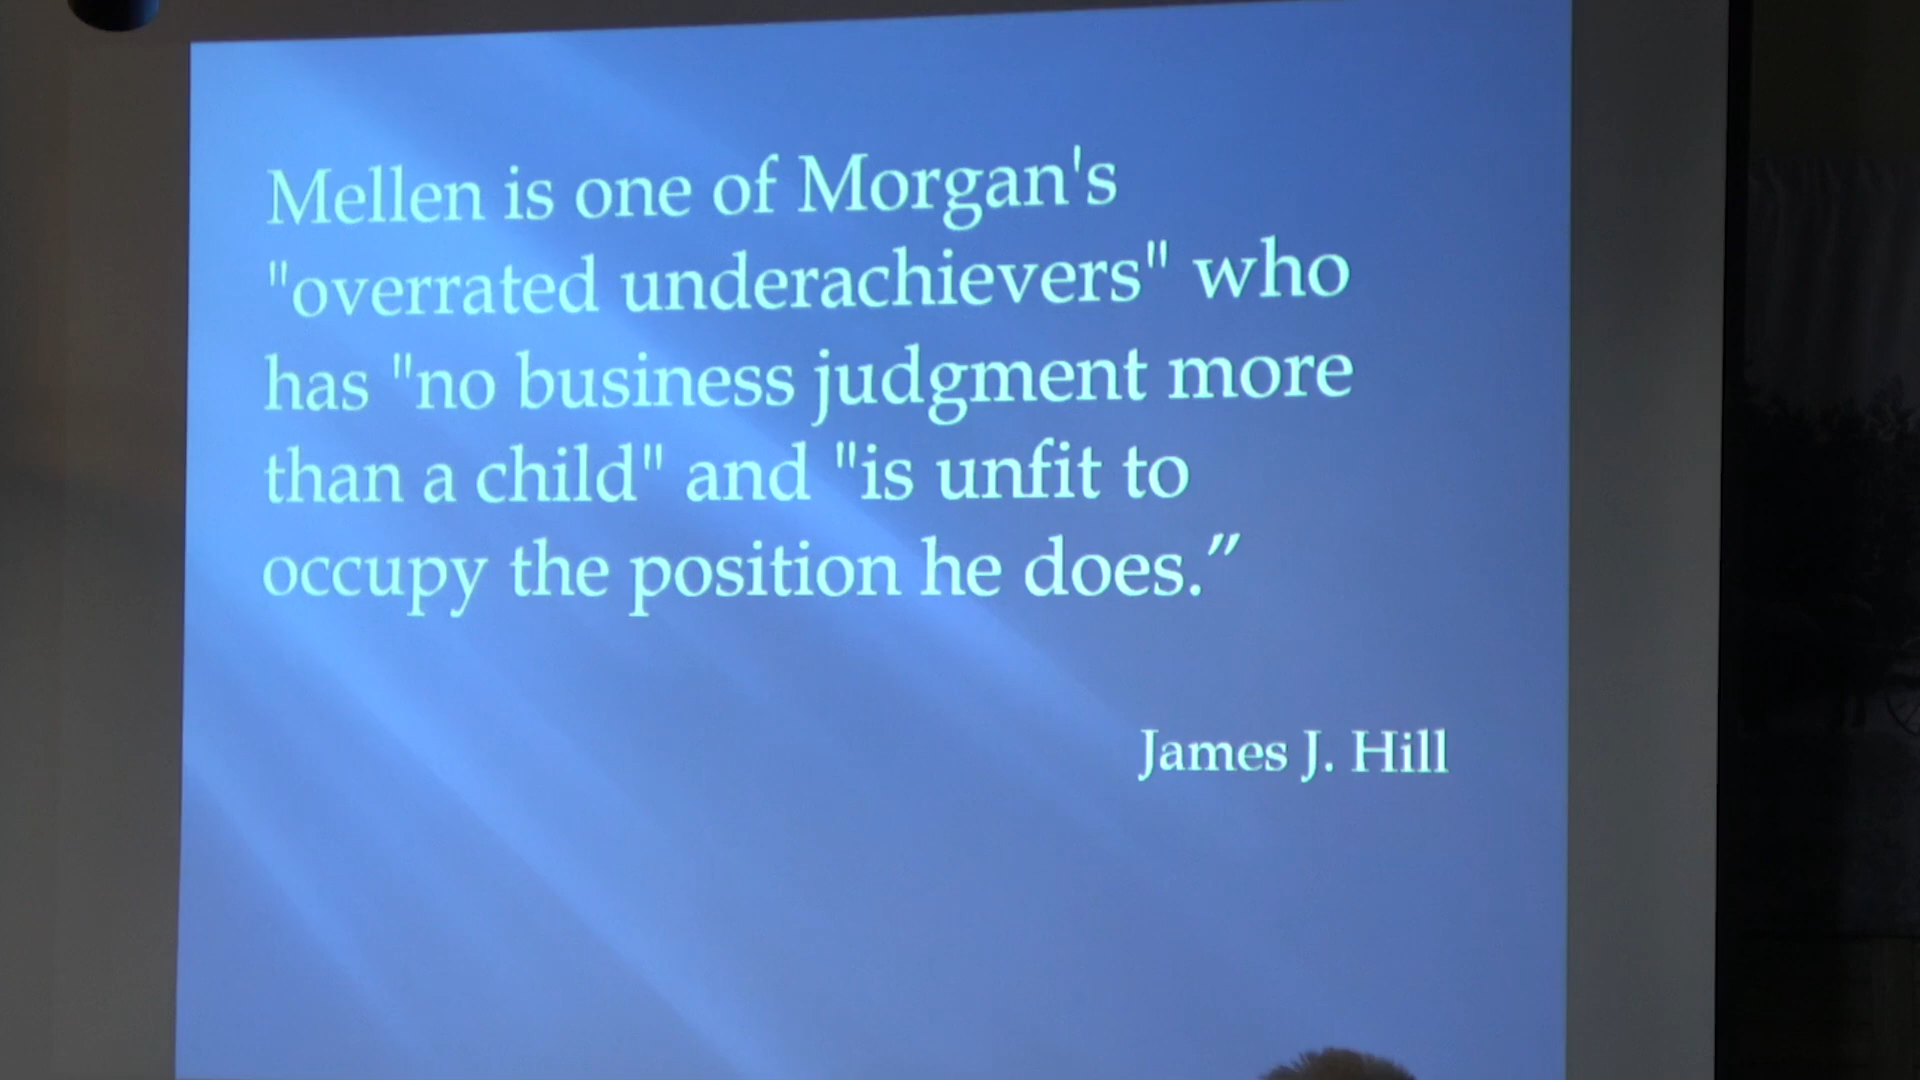 Mellen is one of Morgan's
"overrated underachievers" who
has "no business judgment more
than a child" and "is unfit to
occupy the position he does.”
James J. Hill